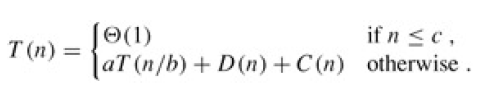 T(n) = { Θ(1) if n ≤ c ,
aT(n/b) + D(n) + C(n) otherwise .